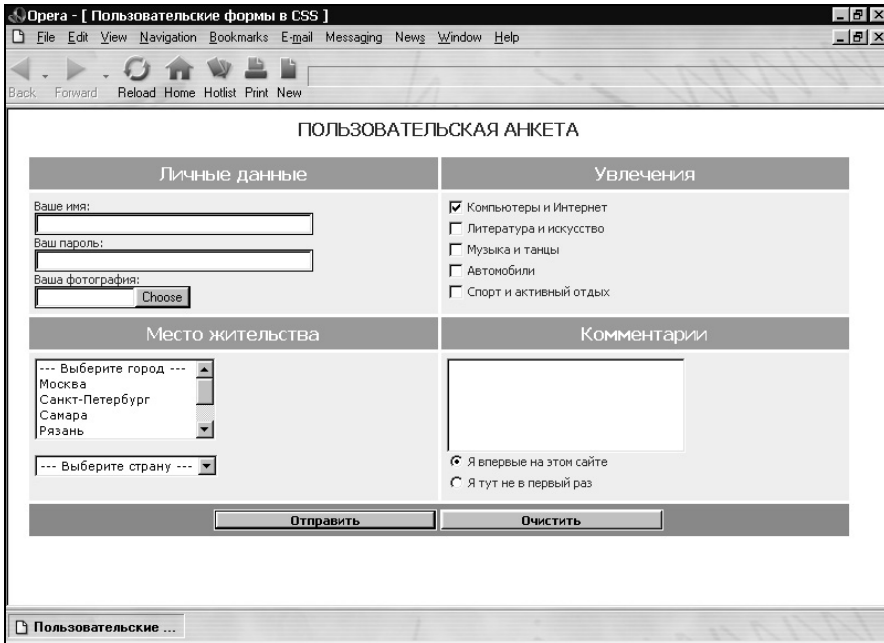 Opera - [ Пользовательские формы в CSS ]
File Edit View Navigation Bookmarks E-mail Messaging News Window Help
Back Forward Reload Home Hotlist Print New
ПОЛЬЗОВАТЕЛЬСКАЯ АНКЕТА
Личные данные
Ваше имя:
Ваш пароль:
Ваша фотография:
Choose
Увлечения
Компьютеры и Интернет
Литература и искусство
Музыка и танцы
Автомобили
Спорт и активный отдых
Место жительства
--- Выберите город ---
Москва
Санкт-Петербург
Самара
Рязань
--- Выберите страну ---
Комментарии
Я впервые на этом сайте
Я тут не в первый раз
Отправить Очистить
Пользовательские ...